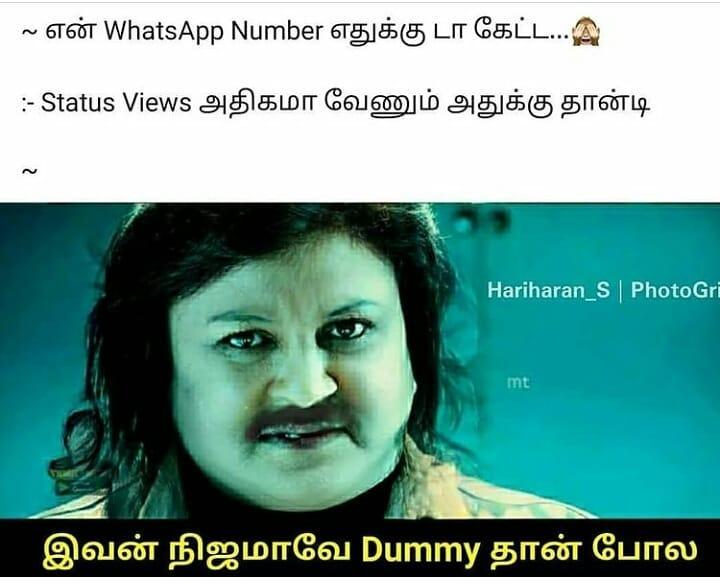 ~ என் WhatsApp Number எதுக்கு டா கேட்ட...🙈
:- Status Views அதிகமா வேணும் அதுக்கு தான்டி
~
Hariharan_S | PhotoGri
mt
இவன் நிஜமாவே Dummy தான் போல